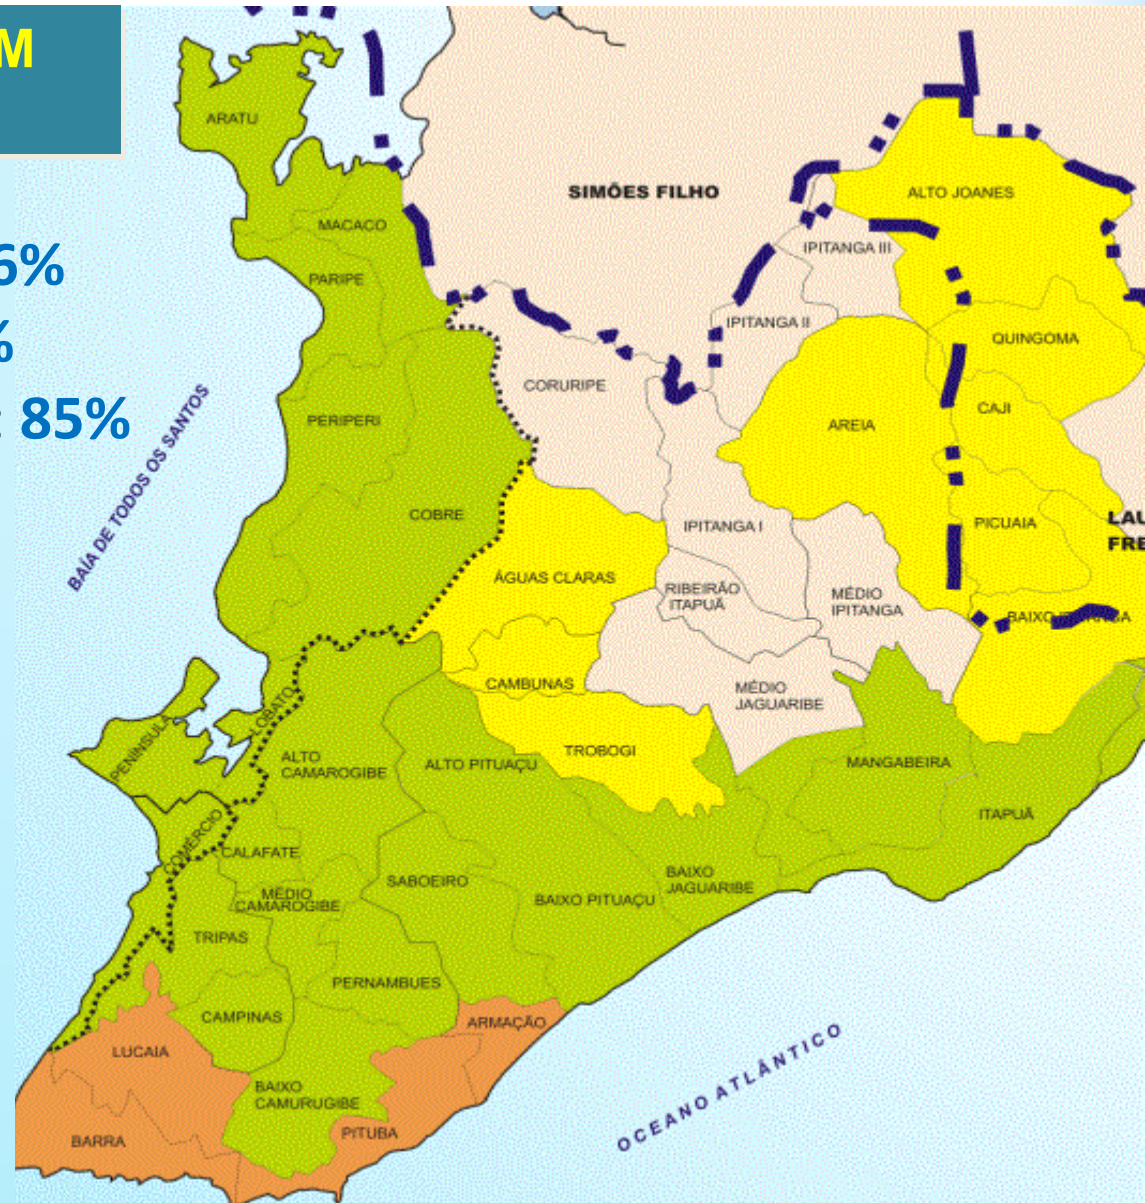 M
ARATU
SIMÕES FILHO
ALTO JOANES
MACACO
6%
IPITANGA III
PARIPE
IPITANGA II
%
QUINGOMA
CORURIPE
: 85%
PERIPERI
CAJI
AREIA
BAÍA DE TODOS OS SANTOS
COBRE
IPITANGA I
PICUAIA
LAU
FRE
ÁGUAS CLARAS
RIBEIRÃO
ITAPUÃ
MÉDIO
IPITANGA
CAMBUNAS
MÉDIO
JAGUARIBE
LOBATO
PENINSULA
ALTO
CAMAROGIBE
ALTO PITUAÇU
TROBOGI
MANGABEIRA
ITAPUÃ
COMÉRCIO
CALAFATE
MÉDIO
CAMAROGIBE
SABOEIRO
BAIXO PITUAÇU
BAIXO
JAGUARIBE
TRIPAS
PERNAMBUES
CAMPINAS
ARMAÇÃO
LUCAIA
BAIXO
CAMURUGIBE
OCEANO ATLÂNTICO
BARRA
PITUBA